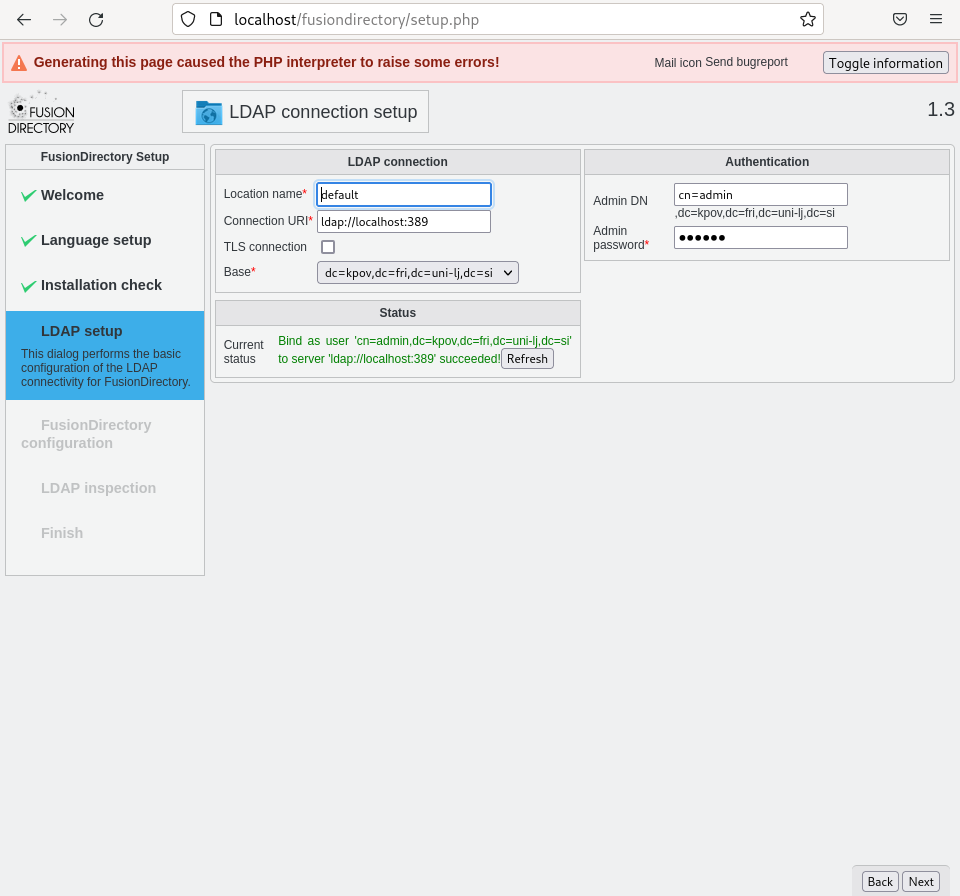 localhost/fusiondirectory/setup.php
Generating this page caused the PHP interpreter to raise some errors!
Mail icon Send bugreport
Toggle information
FUSION
DIRECTORY
LDAP connection setup
1.3
FusionDirectory Setup
Welcome
Language setup
Installation check
LDAP setup
This dialog performs the basic
configuration of the LDAP
connectivity for FusionDirectory.
FusionDirectory
configuration
LDAP inspection
Finish
LDAP connection
Location name* default
Connection URI* ldap://localhost:389
TLS connection
Base* dc=kpov,dc=fri,dc=uni-lj,dc=si
Status
Current
status
Bind as user 'cn=admin,dc=kpov,dc=fri,dc=uni-lj,dc=si'
to server 'ldap://localhost:389' succeeded! Refresh
Authentication
Admin DN cn=admin
,dc=kpov,dc=fri,dc=uni-lj,dc=si
Admin
password* ●●●●●●
Back Next